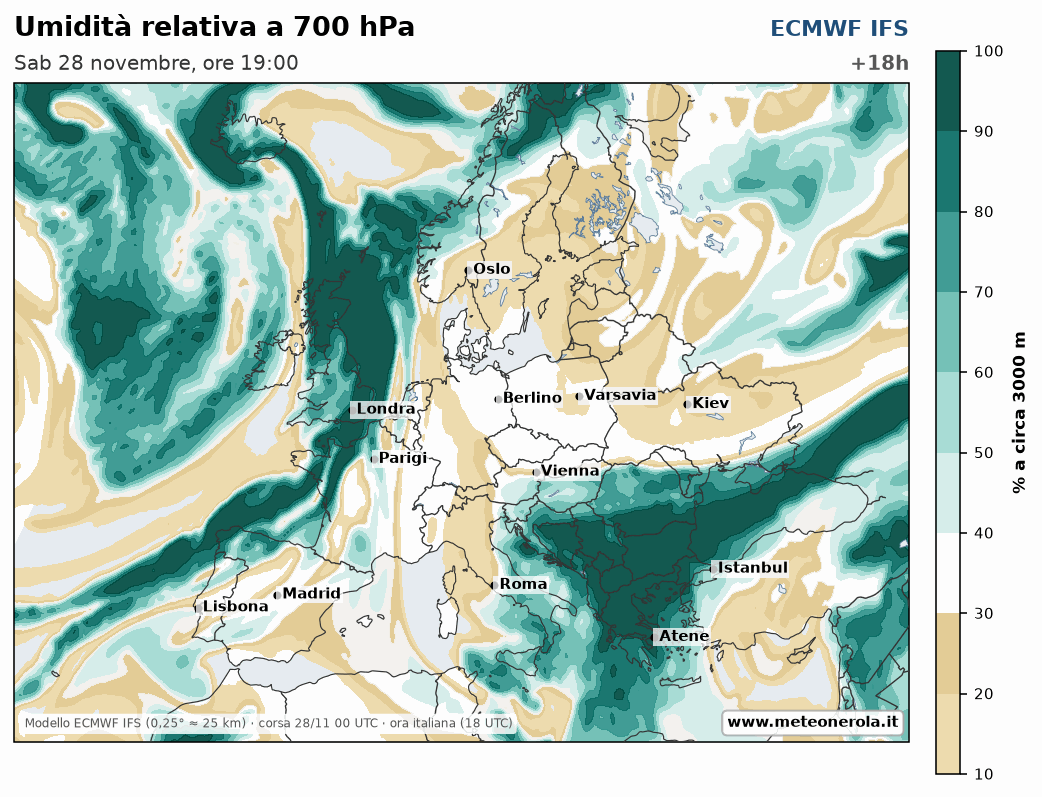 Umidità relativa a 700 hPa
ECMWF IFS
Sab 28 novembre, ore 19:00
+18h
100
90
80
70
60
50
40
30
20
10
% a circa 3000 m
Oslo
Berlino
Varsavia
Kiev
Londra
Parigi
Vienna
Istanbul
Roma
Madrid
Lisbona
Atene
Modello ECMWF IFS (0,25° ≈ 25 km) · corsa 28/11 00 UTC · ora italiana (18 UTC)
www.meteonerola.it